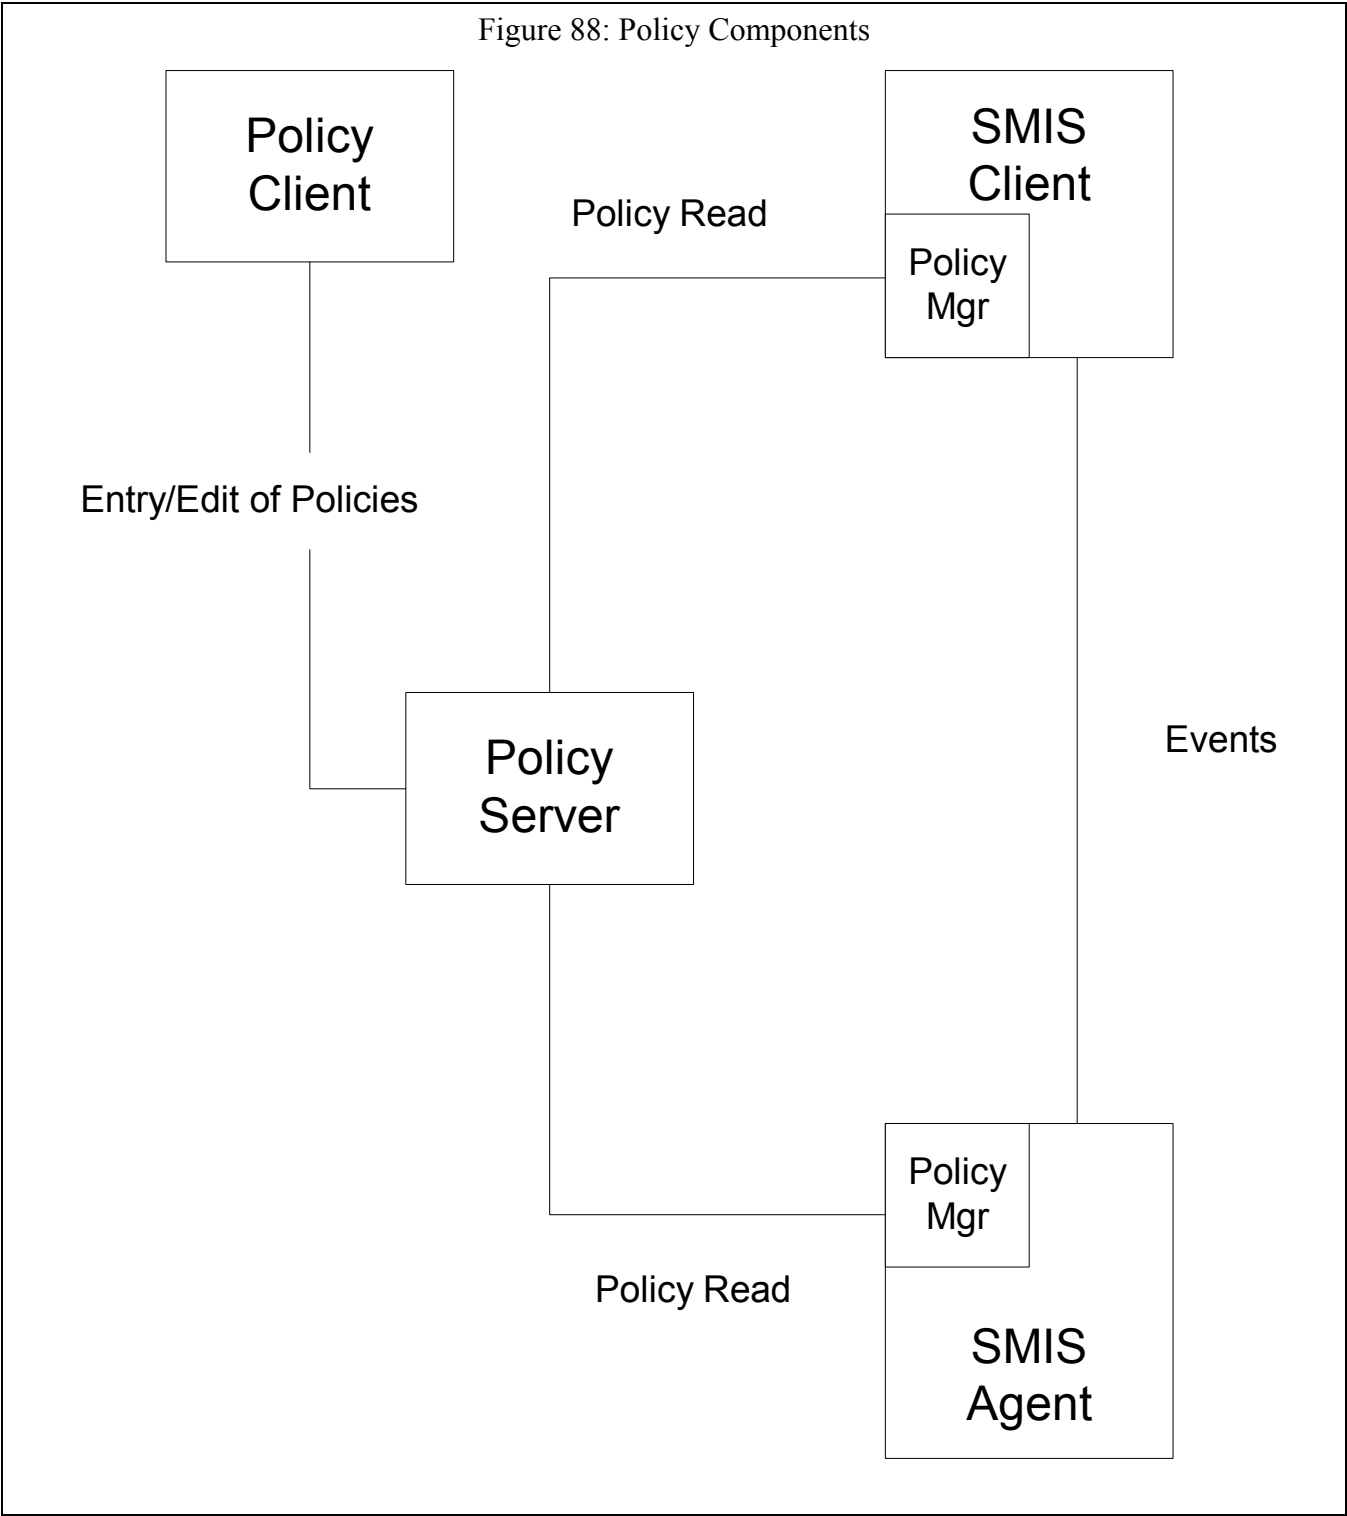 Figure 88: Policy Components
Policy
Client
SMIS
Client
Policy Read
Policy
Mgr
Entry/Edit of Policies
Policy
Server
Events
Policy
Mgr
Policy Read
SMIS
Agent